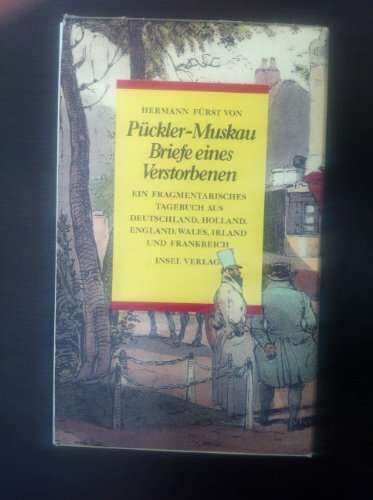 HERMANN FÜRST VON
Pückler-Muskau
Briefe eines
Verstorbenen
EIN FRAGMENTARISCHES
TAGEBUCH AUS
DEUTSCHLAND, HOLLAND,
ENGLAND, WALES, IRLAND
UND FRANKREICH
INSEL VERLAG